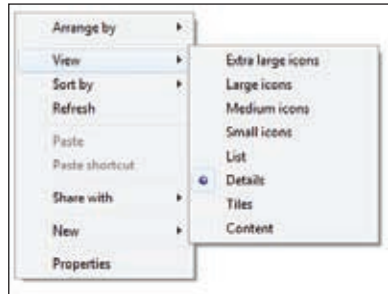 Arrange by
View
Sort by
Refresh
Paste
Paste shortcut
Share with
New
Properties
Extra large icons
Large icons
Medium icons
Small icons
List
Details
Tiles
Content